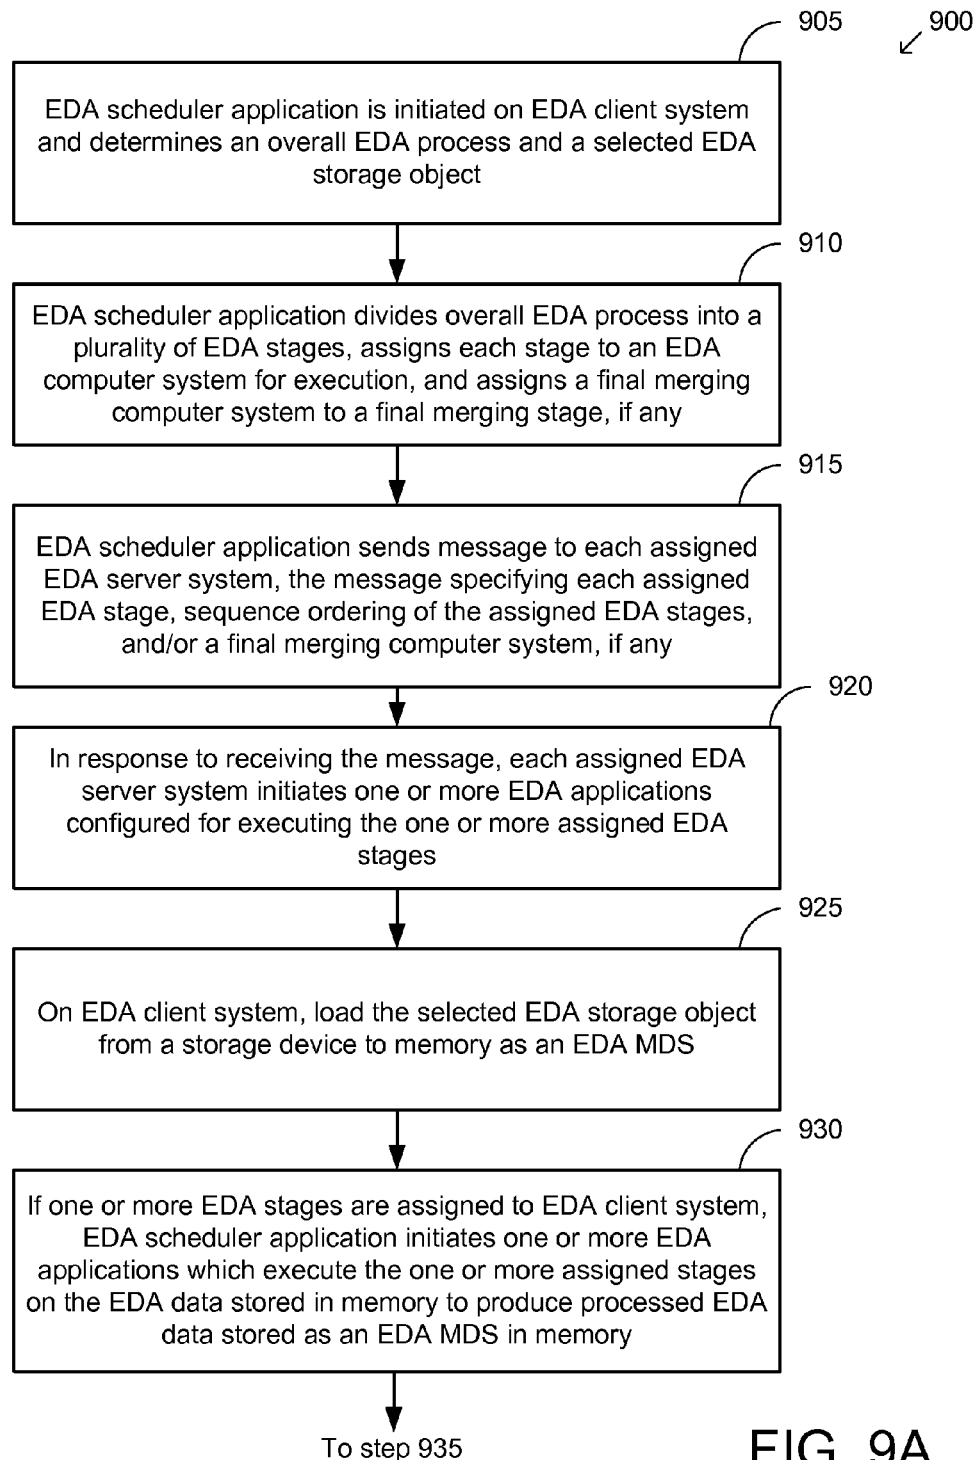 905
900
EDA scheduler application is initiated on EDA client system
and determines an overall EDA process and a selected EDA
storage object
910
EDA scheduler application divides overall EDA process into a
plurality of EDA stages, assigns each stage to an EDA
computer system for execution, and assigns a final merging
computer system to a final merging stage, if any
915
EDA scheduler application sends message to each assigned
EDA server system, the message specifying each assigned
EDA stage, sequence ordering of the assigned EDA stages,
and/or a final merging computer system, if any
920
In response to receiving the message, each assigned EDA
server system initiates one or more EDA applications
configured for executing the one or more assigned EDA
stages
925
On EDA client system, load the selected EDA storage object
from a storage device to memory as an EDA MDS
930
If one or more EDA stages are assigned to EDA client system,
EDA scheduler application initiates one or more EDA
applications which execute the one or more assigned stages
on the EDA data stored in memory to produce processed EDA
data stored as an EDA MDS in memory
To step 935
FIG. 9A